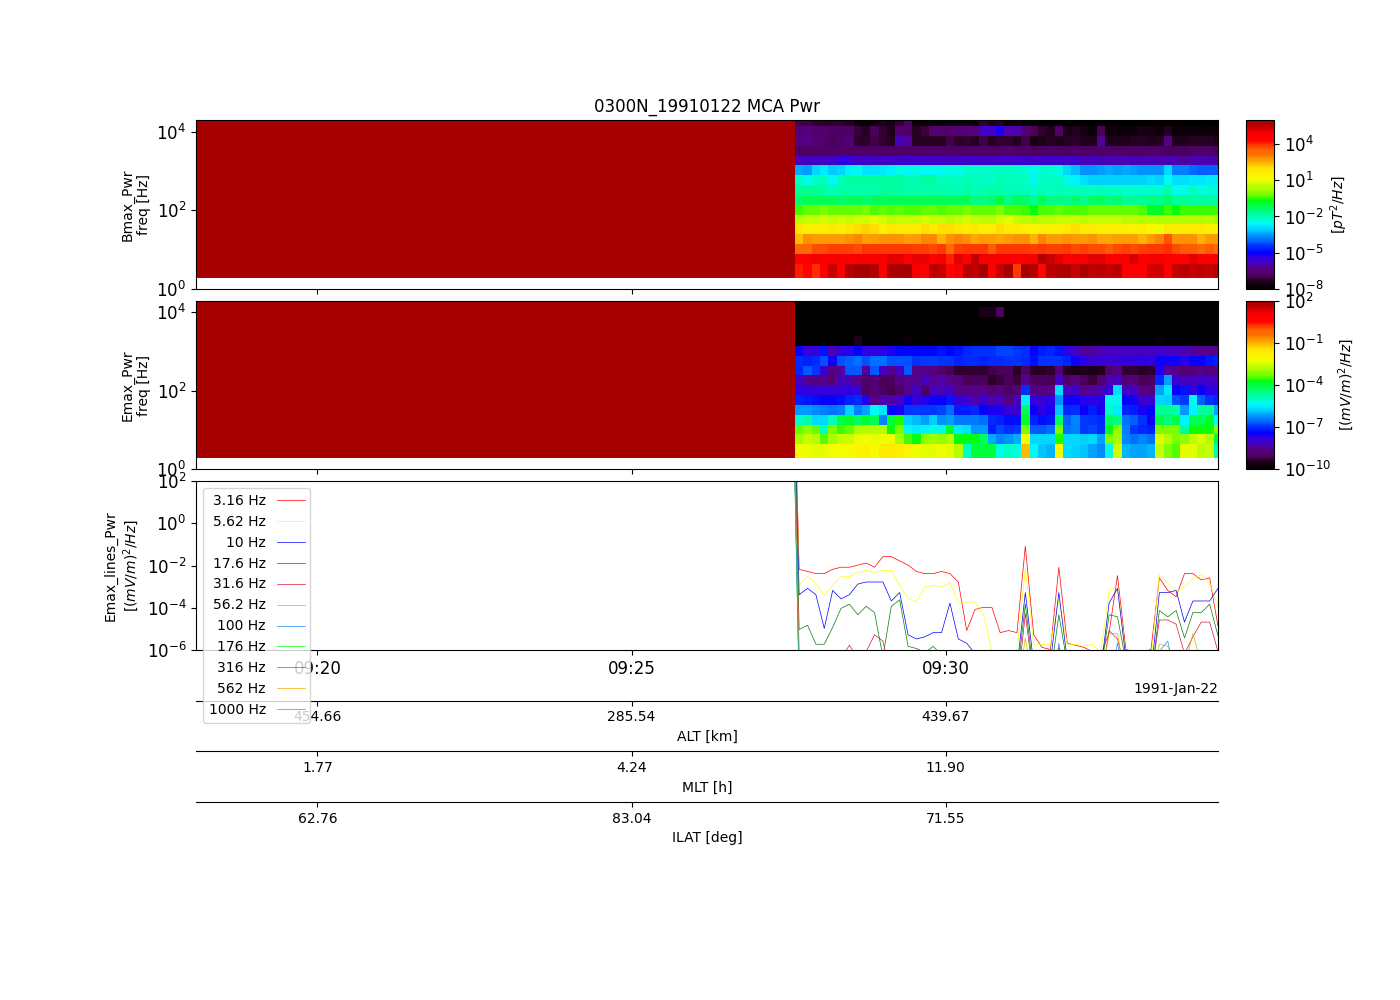 0300N_19910122 MCA Pwr
Bmax_Pwr
freq [Hz]
10^4
10^2
10^0
10^4
10^1
10^-2
10^-5
10^-8
[pT^2/Hz]
Emax_Pwr
freq [Hz]
10^4
10^2
10^0
10^2
10^-1
10^-4
10^-7
10^-10
[(mV/m)^2/Hz]
Emax_lines_Pwr
[(mV/m)^2/Hz]
10^2
10^0
10^-2
10^-4
10^-6
3.16 Hz
5.62 Hz
10 Hz
17.6 Hz
31.6 Hz
56.2 Hz
100 Hz
176 Hz
316 Hz
562 Hz
1000 Hz
09:20 09:25 09:30
1991-Jan-22
454.66 285.54 439.67
ALT [km]
1.77 4.24 11.90
MLT [h]
62.76 83.04 71.55
ILAT [deg]